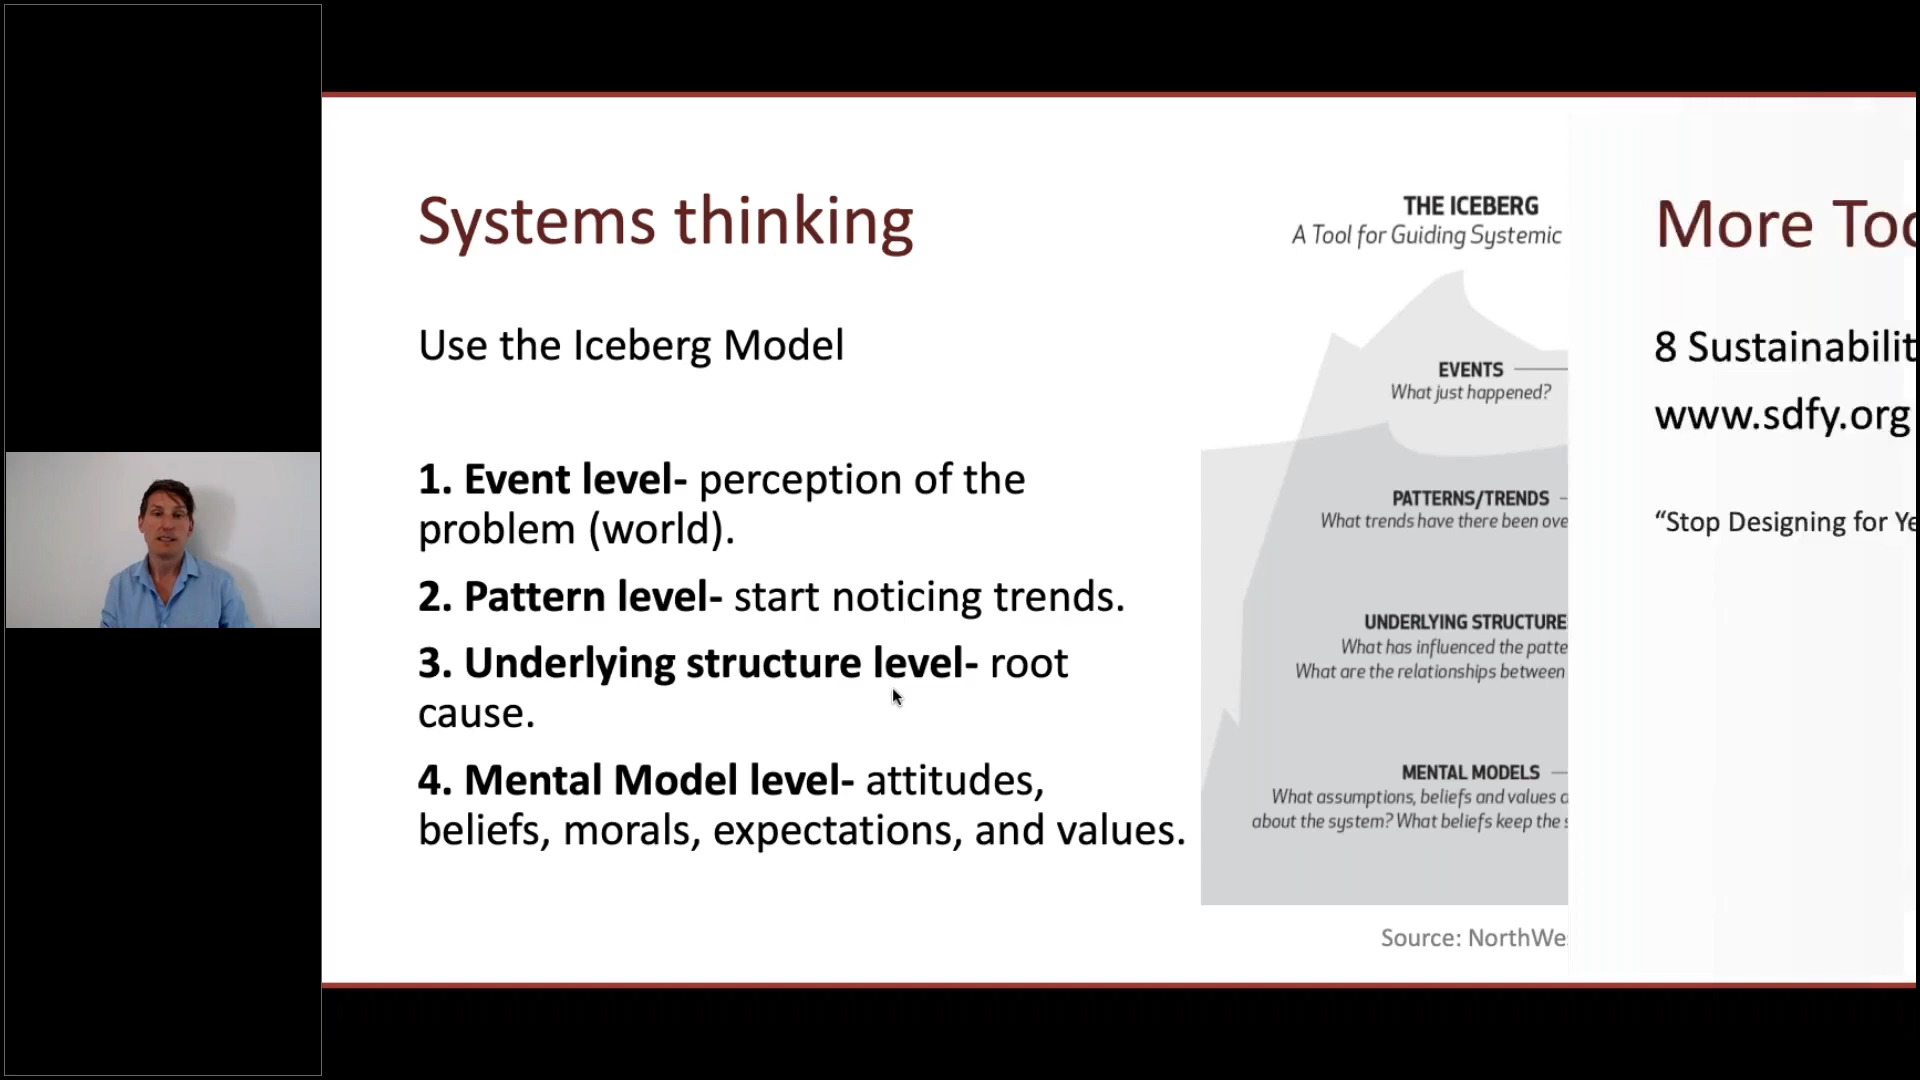 Systems thinking
Use the Iceberg Model
1. Event level- perception of the
problem (world).
2. Pattern level- start noticing trends.
3. Underlying structure level- root
cause.
4. Mental Model level- attitudes,
beliefs, morals, expectations, and values.
THE ICEBERG
A Tool for Guiding Systemic
EVENTS
What just happened?
PATTERNS/TRENDS
What trends have there been ove
UNDERLYING STRUCTURE
What has influenced the patte
What are the relationships between
MENTAL MODELS
What assumptions, beliefs and values
about the system? What beliefs keep the
Source: NorthWe
More Too
8 Sustainabilit
www.sdfy.org
“Stop Designing for Ye